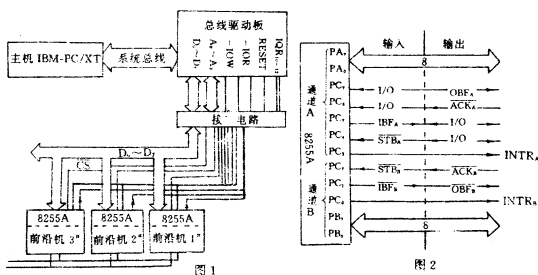 总线驱动板
主机 IBM-PC/XT
系统总线
D₀~D₇
IOW
IOR
RESET
接口电路
D₀~D₇
CS
8255A
前沿机 3"
8255A
前沿机 2"
8255A
前沿机 1"
图 1
输入
输出
通道A
8255A
通道B
PA₇
PA₀
8
PC₇
I/O
OBF_A
PC₆
I/O
ACK_A
PC₅
IBF_A
I/O
PC₄
STB_A
I/O
PC₃
INTR_A
PC₂
STB_B
ACK_B
PC₁
IBF_B
OBF_B
PC₀
INTR_B
PB₇
PB₀
8
图 2